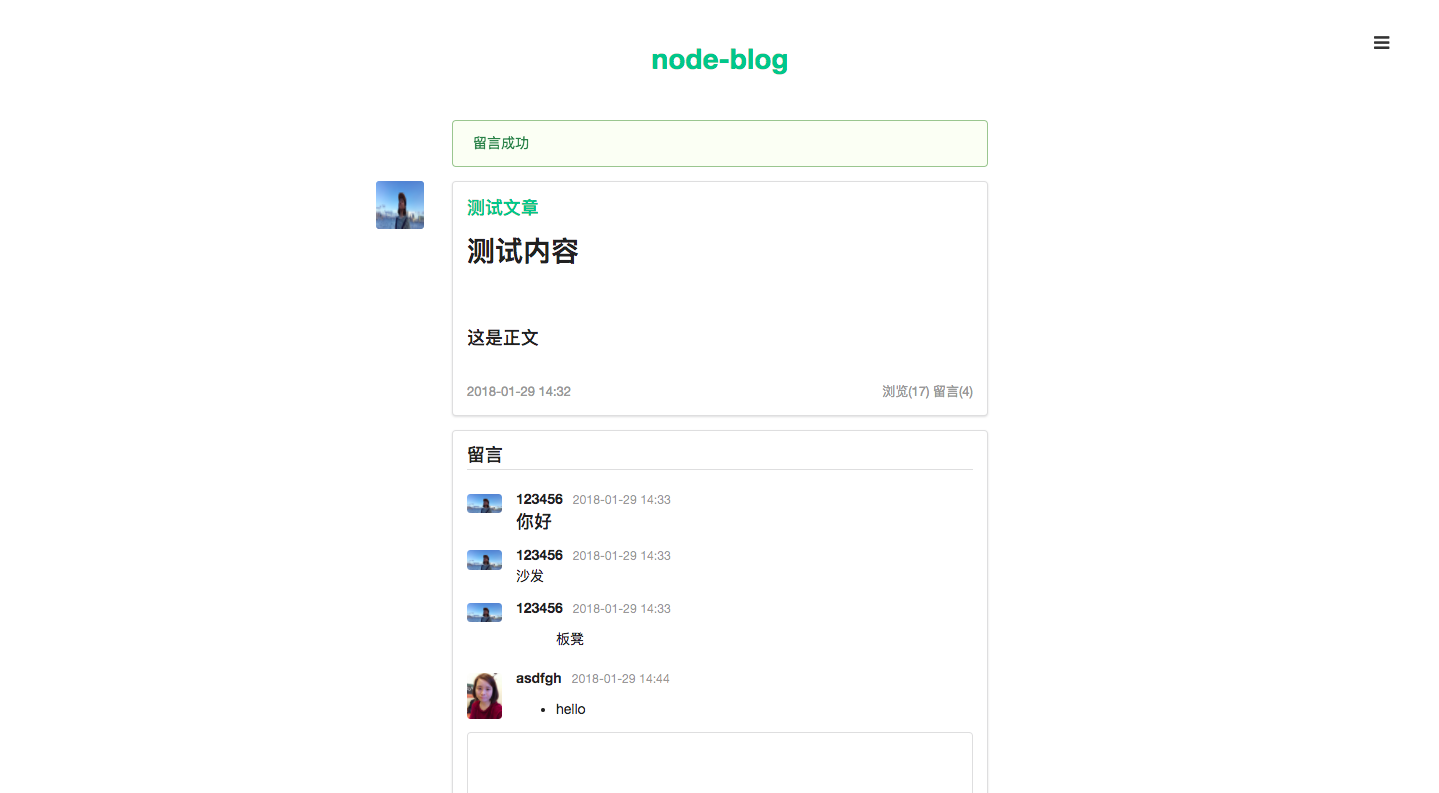 node-blog
留言成功
测试文章
测试内容
这是正文
2018-01-29 14:32 浏览(17) 留言(4)
留言
123456 2018-01-29 14:33
你好
123456 2018-01-29 14:33
沙发
123456 2018-01-29 14:33
板凳
asdfgh 2018-01-29 14:44
• hello